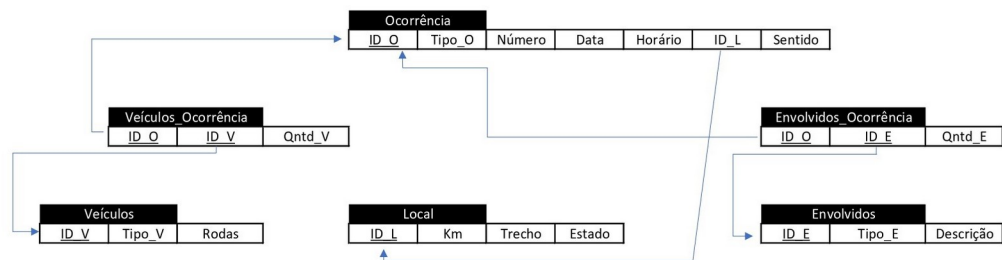 Ocorrência
ID_O Tipo_O Número Data Horário ID_L Sentido
Veículos_Ocorrência
ID_O ID_V Qntd_V
Envolvidos_Ocorrência
ID_O ID_E Qntd_E
Veículos
ID_V Tipo_V Rodas
Local
ID_L Km Trecho Estado
Envolvidos
ID_E Tipo_E Descrição